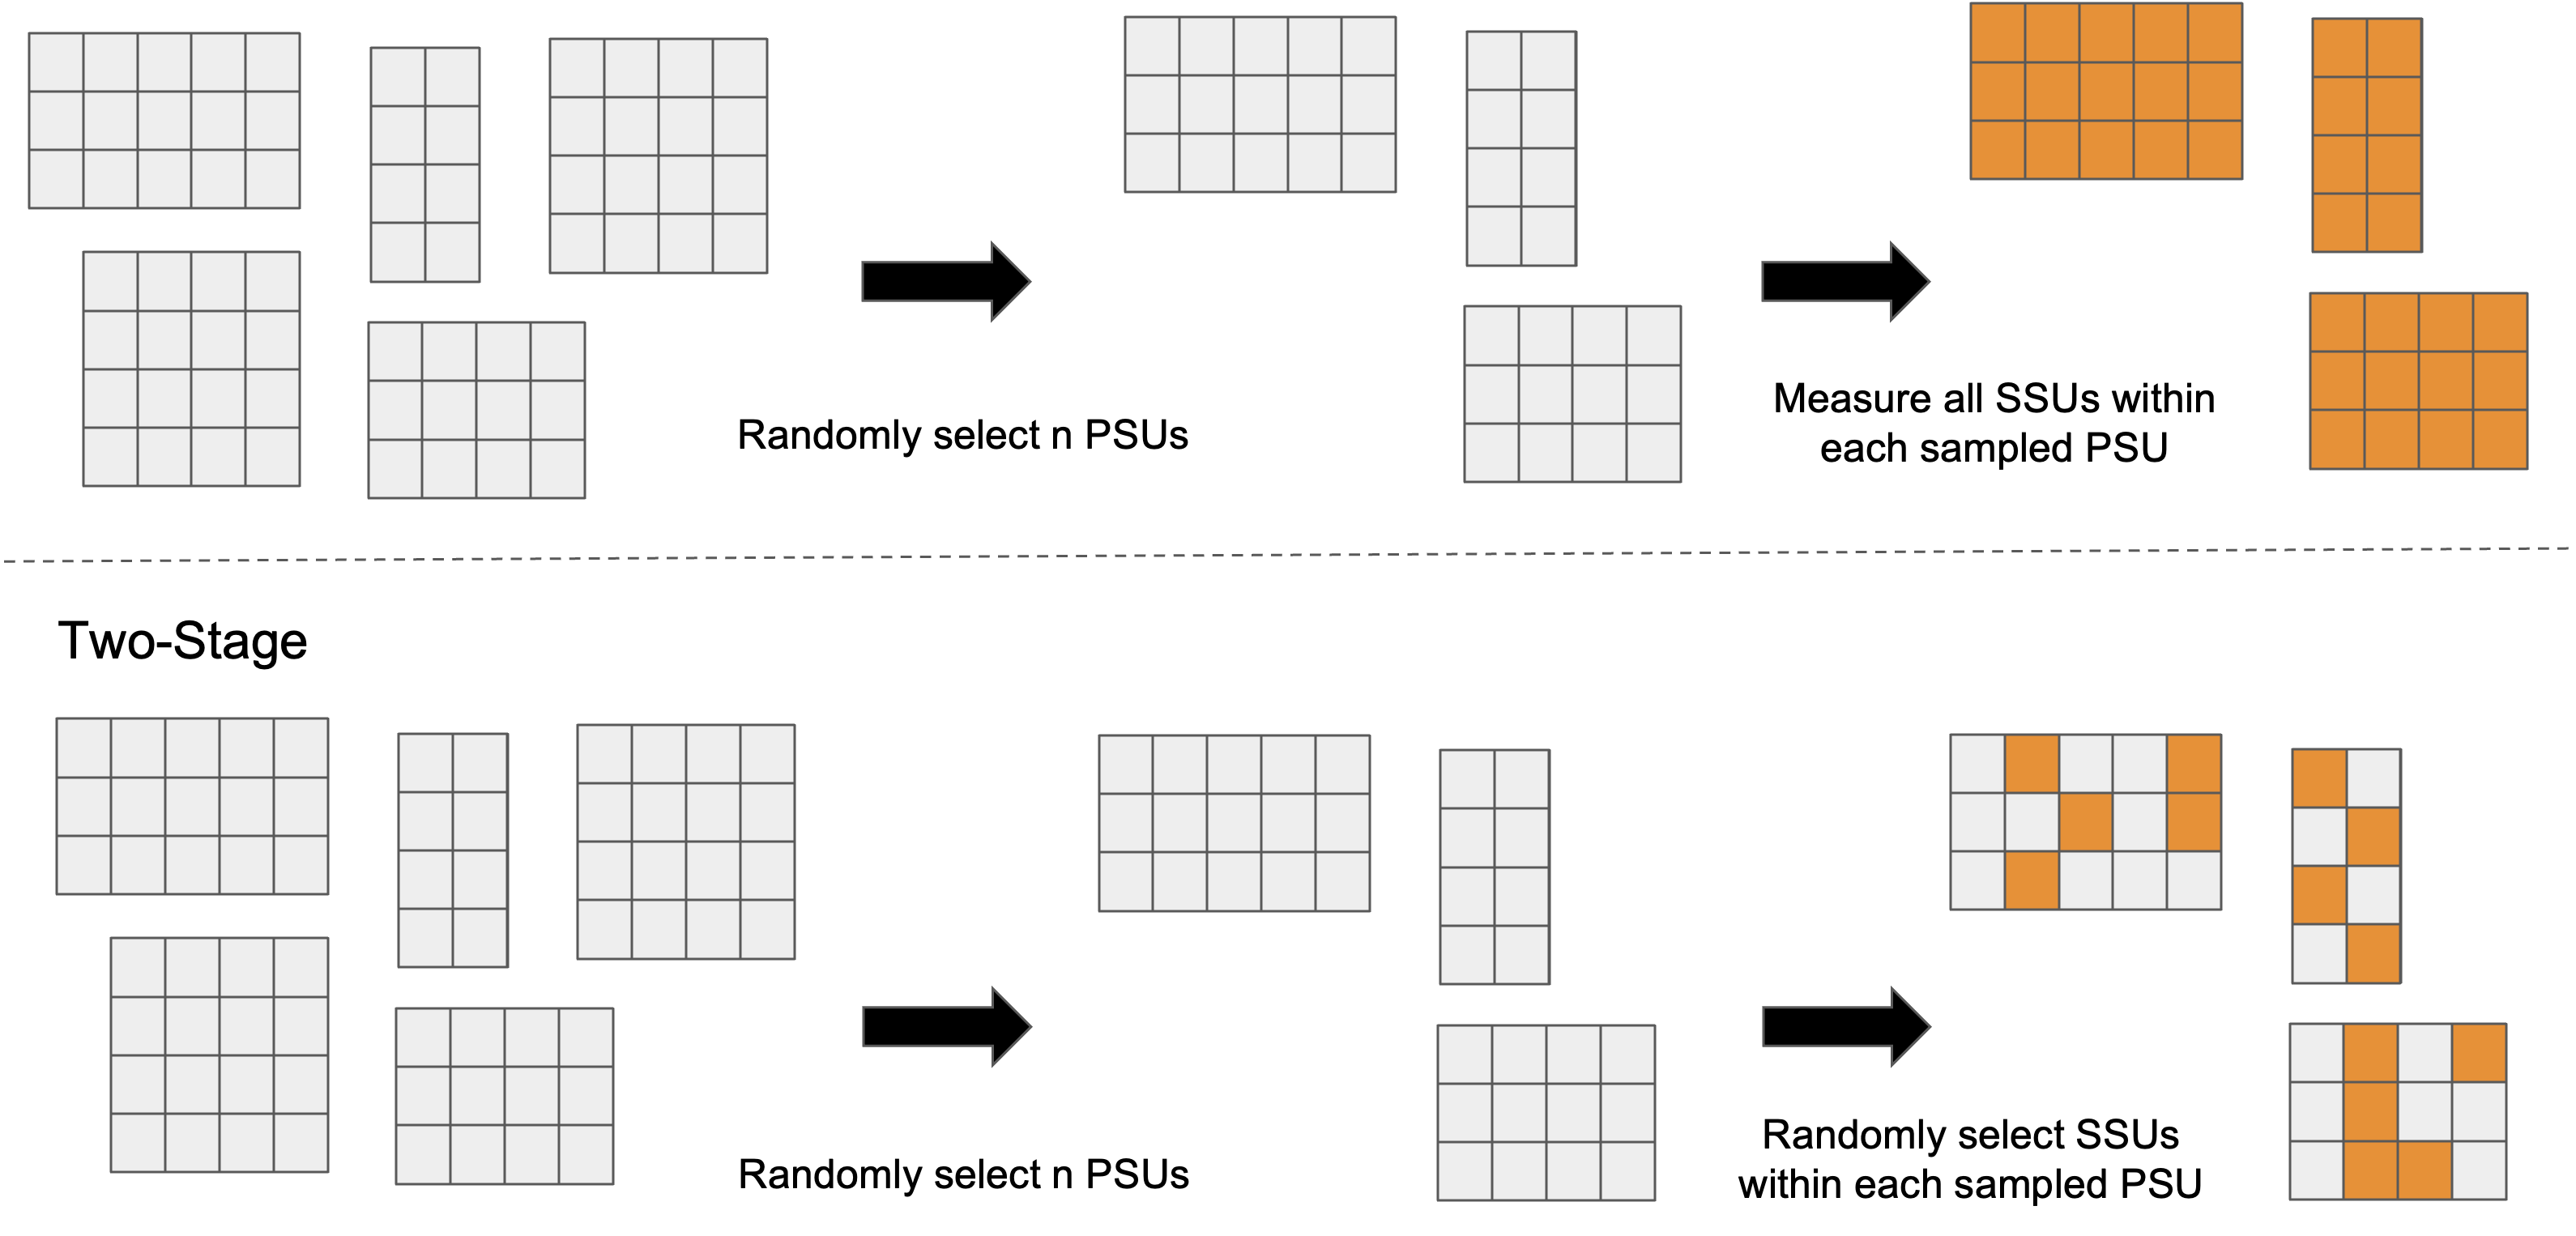 Randomly select n PSUs
Measure all SSUs within
each sampled PSU
Two-Stage
Randomly select n PSUs
Randomly select SSUs
within each sampled PSU